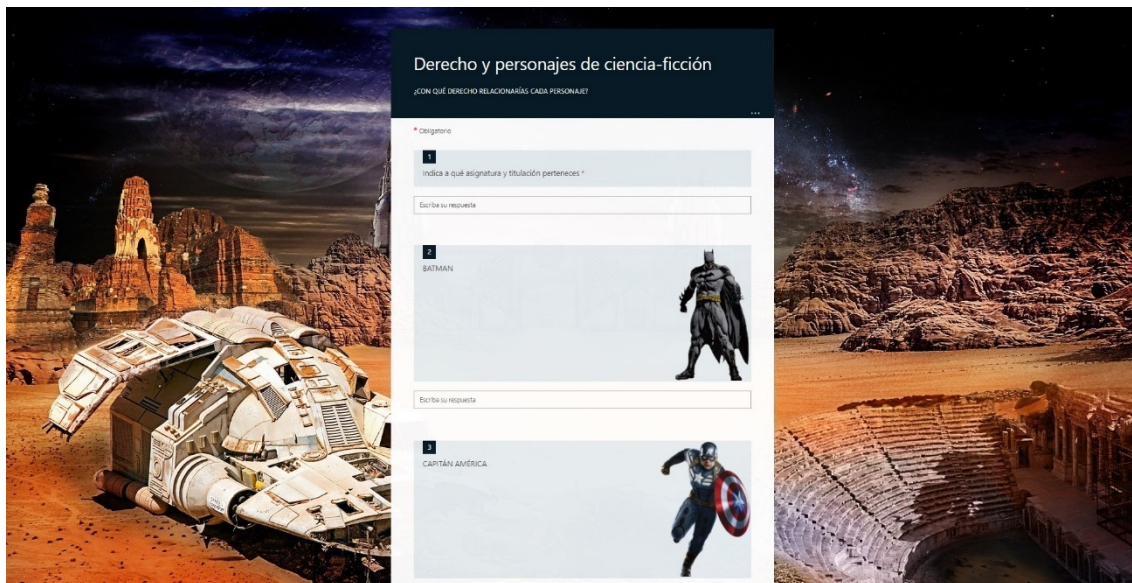 Derecho y personajes de ciencia-ficción
¿CON QUÉ DERECHO RELACIONARÍAS CADA PERSONAJE?
...
* Obligatorio
1
Indica a qué asignatura y titulación perteneces *
Escriba su respuesta
2
BATMAN
Escriba su respuesta
3
CAPITÁN AMÉRICA